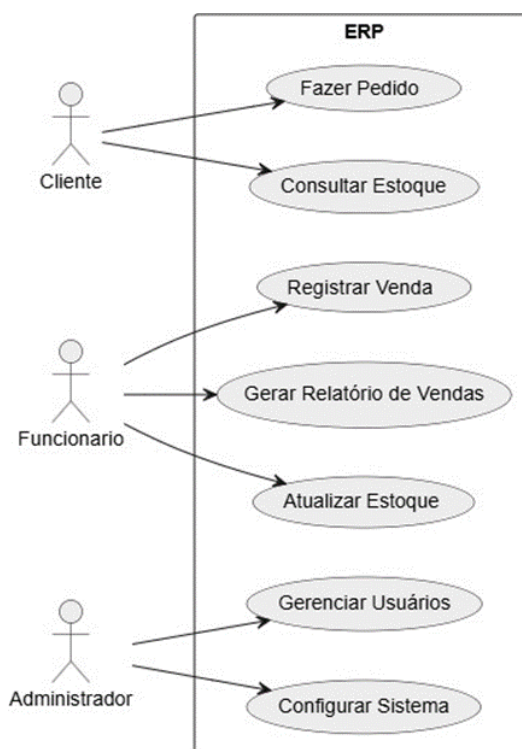 ERP
Fazer Pedido
Cliente
Consultar Estoque
Registrar Venda
Gerar Relatório de Vendas
Funcionario
Atualizar Estoque
Gerenciar Usuários
Administrador
Configurar Sistema